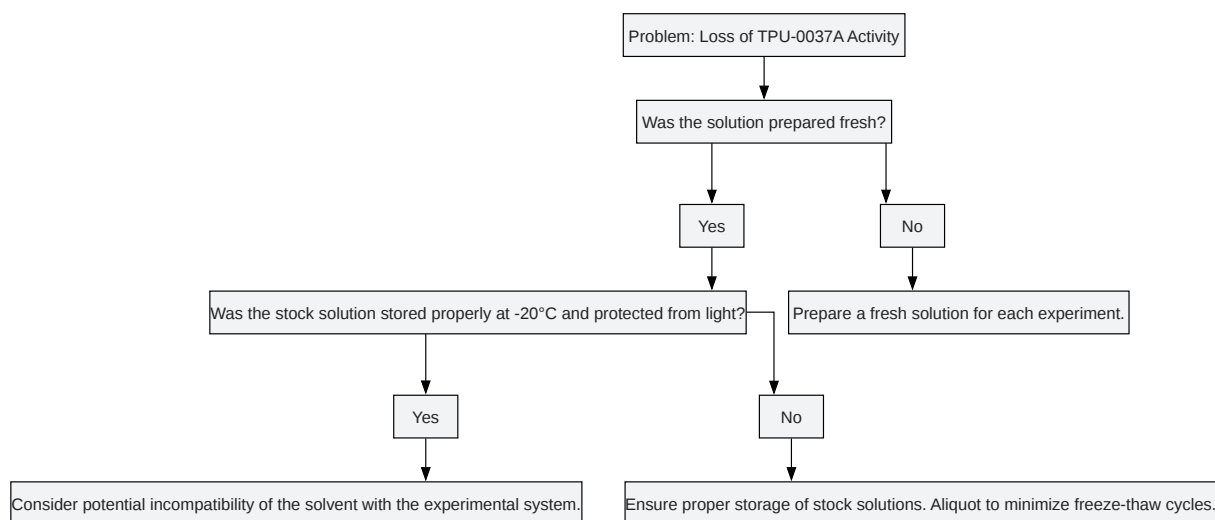 Problem: Loss of TPU-0037A Activity
Was the solution prepared fresh?
Yes
No
Was the stock solution stored properly at -20°C and protected from light?
Prepare a fresh solution for each experiment.
Yes
No
Consider potential incompatibility of the solvent with the experimental system.
Ensure proper storage of stock solutions. Aliquot to minimize freeze-thaw cycles.